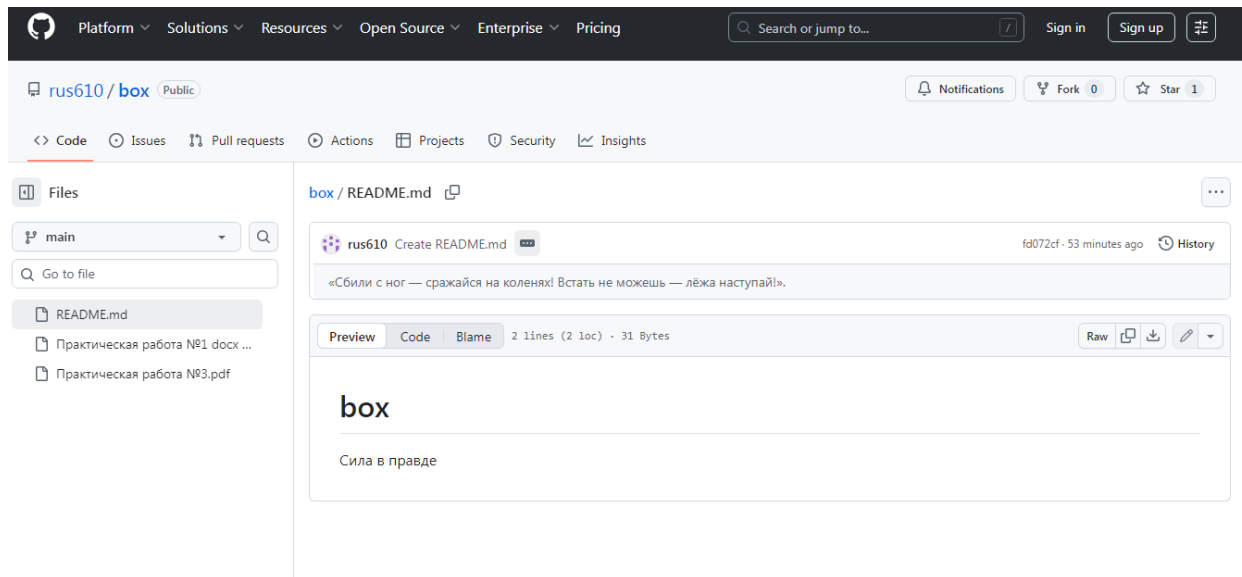 Platform Solutions Resources Open Source Enterprise Pricing Search or jump to... / Sign in Sign up
rus610 / box Public Notifications Fork 0 Star 1
<> Code Issues Pull requests Actions Projects Security Insights
Files
main
Go to file
README.md
Практическая работа №1 docx ...
Практическая работа №3.pdf
box / README.md
rus610 Create README.md fd072cf · 53 minutes ago History
«Сбили с ног — сражайся на коленях! Встать не можешь — лёжа наступай!».
Preview Code Blame 2 lines (2 loc) · 31 Bytes Raw
box
Сила в правде